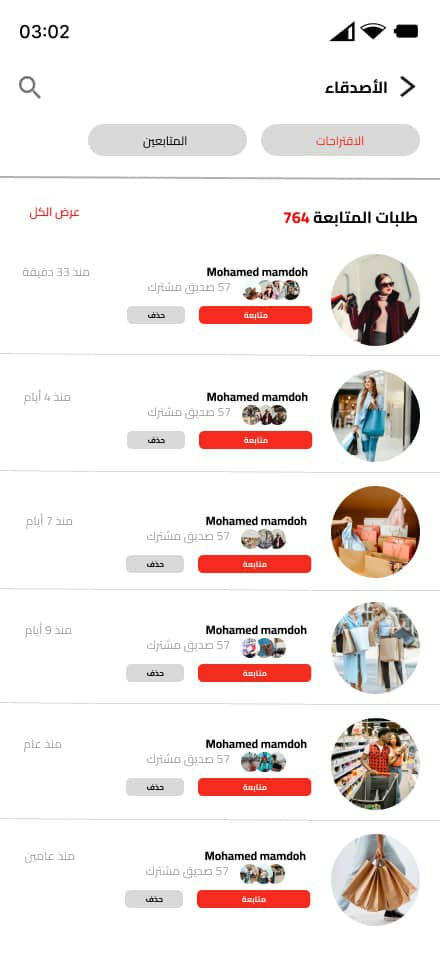 03:02
الأصدقاء
الاقتراحات
المتابعين
طلبات المتابعة 764
عرض الكل
Mohamed mamdoh
منذ 33 دقيقة
57 صديق مشترك
متابعة
حذف
Mohamed mamdoh
منذ 4 أيام
57 صديق مشترك
متابعة
حذف
Mohamed mamdoh
منذ 7 أيام
57 صديق مشترك
متابعة
حذف
Mohamed mamdoh
منذ 9 أيام
57 صديق مشترك
متابعة
حذف
Mohamed mamdoh
منذ عام
57 صديق مشترك
متابعة
حذف
Mohamed mamdoh
منذ عامين
57 صديق مشترك
متابعة
حذف